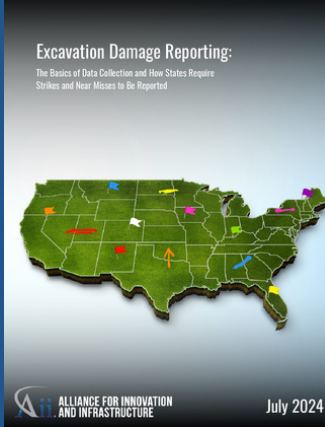 Excavation Damage Reporting:
The Basics of Data Collection and How States Require
Strikes and Near Misses to Be Reported
Aii
ALLIANCE FOR INNOVATION
AND INFRASTRUCTURE
July 2024